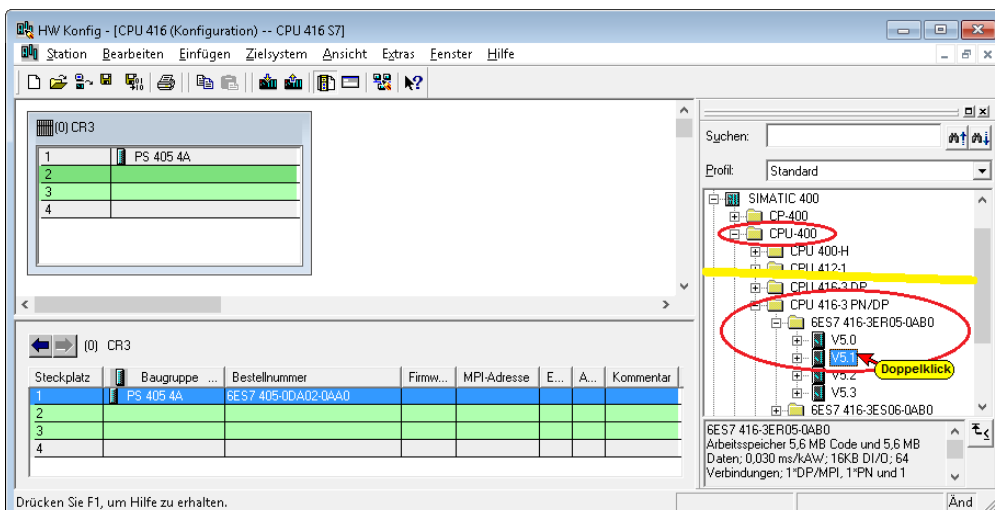 HW Konfig - [CPU 416 (Konfiguration) -- CPU 416 S7]
Station Bearbeiten Einfügen Zielsystem Ansicht Extras Fenster Hilfe
(0) CR3
1 PS 405 4A
2
3
4
Suchen:
Profil: Standard
SIMATIC 400
CP-400
CPU-400
CPU 400-H
CPU 412-1
CPU 416-3 DP
CPU 416-3 PN/DP
6ES7 416-3ER05-0AB0
V5.0
V5.1
Doppelklick
V5.2
V5.3
6ES7 416-3ES06-0AB0
(0) CR3
Steckplatz Baugruppe ... Bestellnummer Firmw... MPI-Adresse E... A... Kommentar
1 PS 405 4A 6ES7 405-0DA02-0AA0
2
3
4
6ES7 416-3ER05-0AB0
Arbeitsspeicher 5,6 MB Code und 5,6 MB
Daten; 0,030 ms/kAW; 16KB DI/O; 64
Verbindungen; 1*DP/MPI, 1*PN und 1
Drücken Sie F1, um Hilfe zu erhalten.
Änd